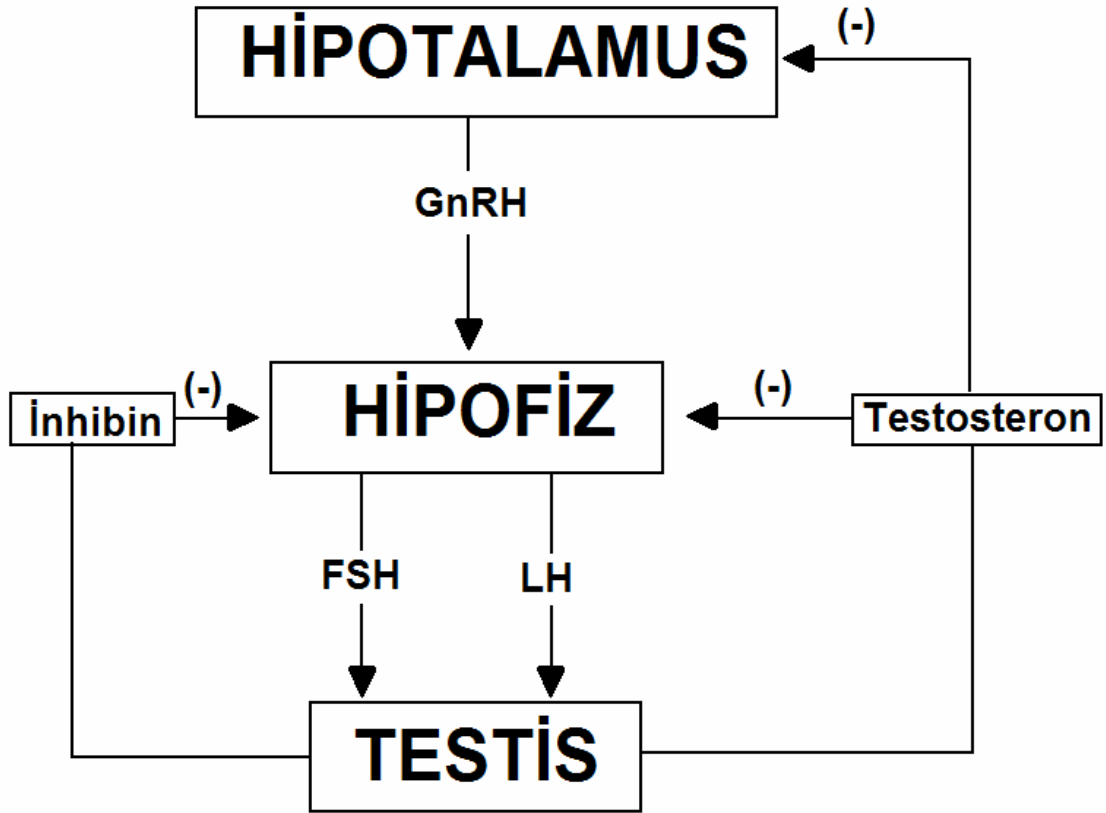 HİPOTALAMUS
(-)
GnRH
(-)
HİPOFİZ
(-)
İnhibin
Testosteron
FSH
LH
TESTİS